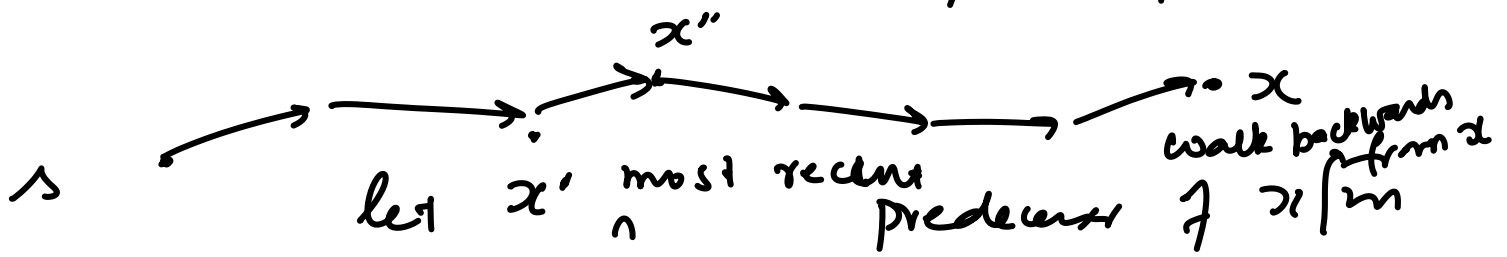 x''
x
walk backwards
from x
s
let x' most recent predecessor of x in